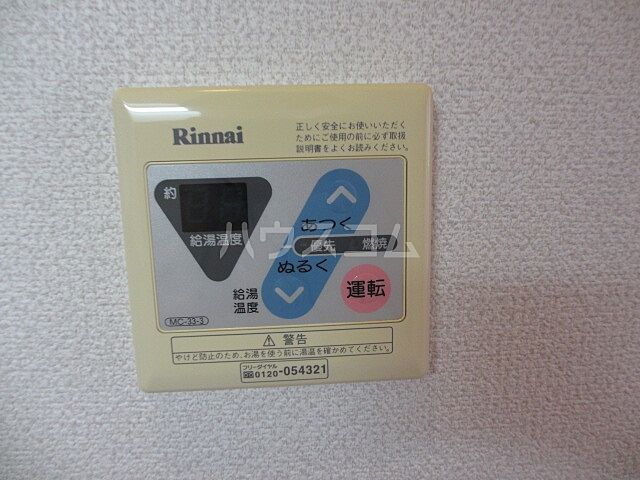 Rinnai
正しく安全にお使いいただく
ためにご使用の前に必ず取扱
説明書をよくお読みください。
約
給湯温度
あつく
優先 燃焼
ぬるく
給湯
温度
運転
MC-33-3
警告
やけど防止のため、お湯を使う前に湯温を確かめてください。
フリーダイヤル
0120-054321
ハウスコム